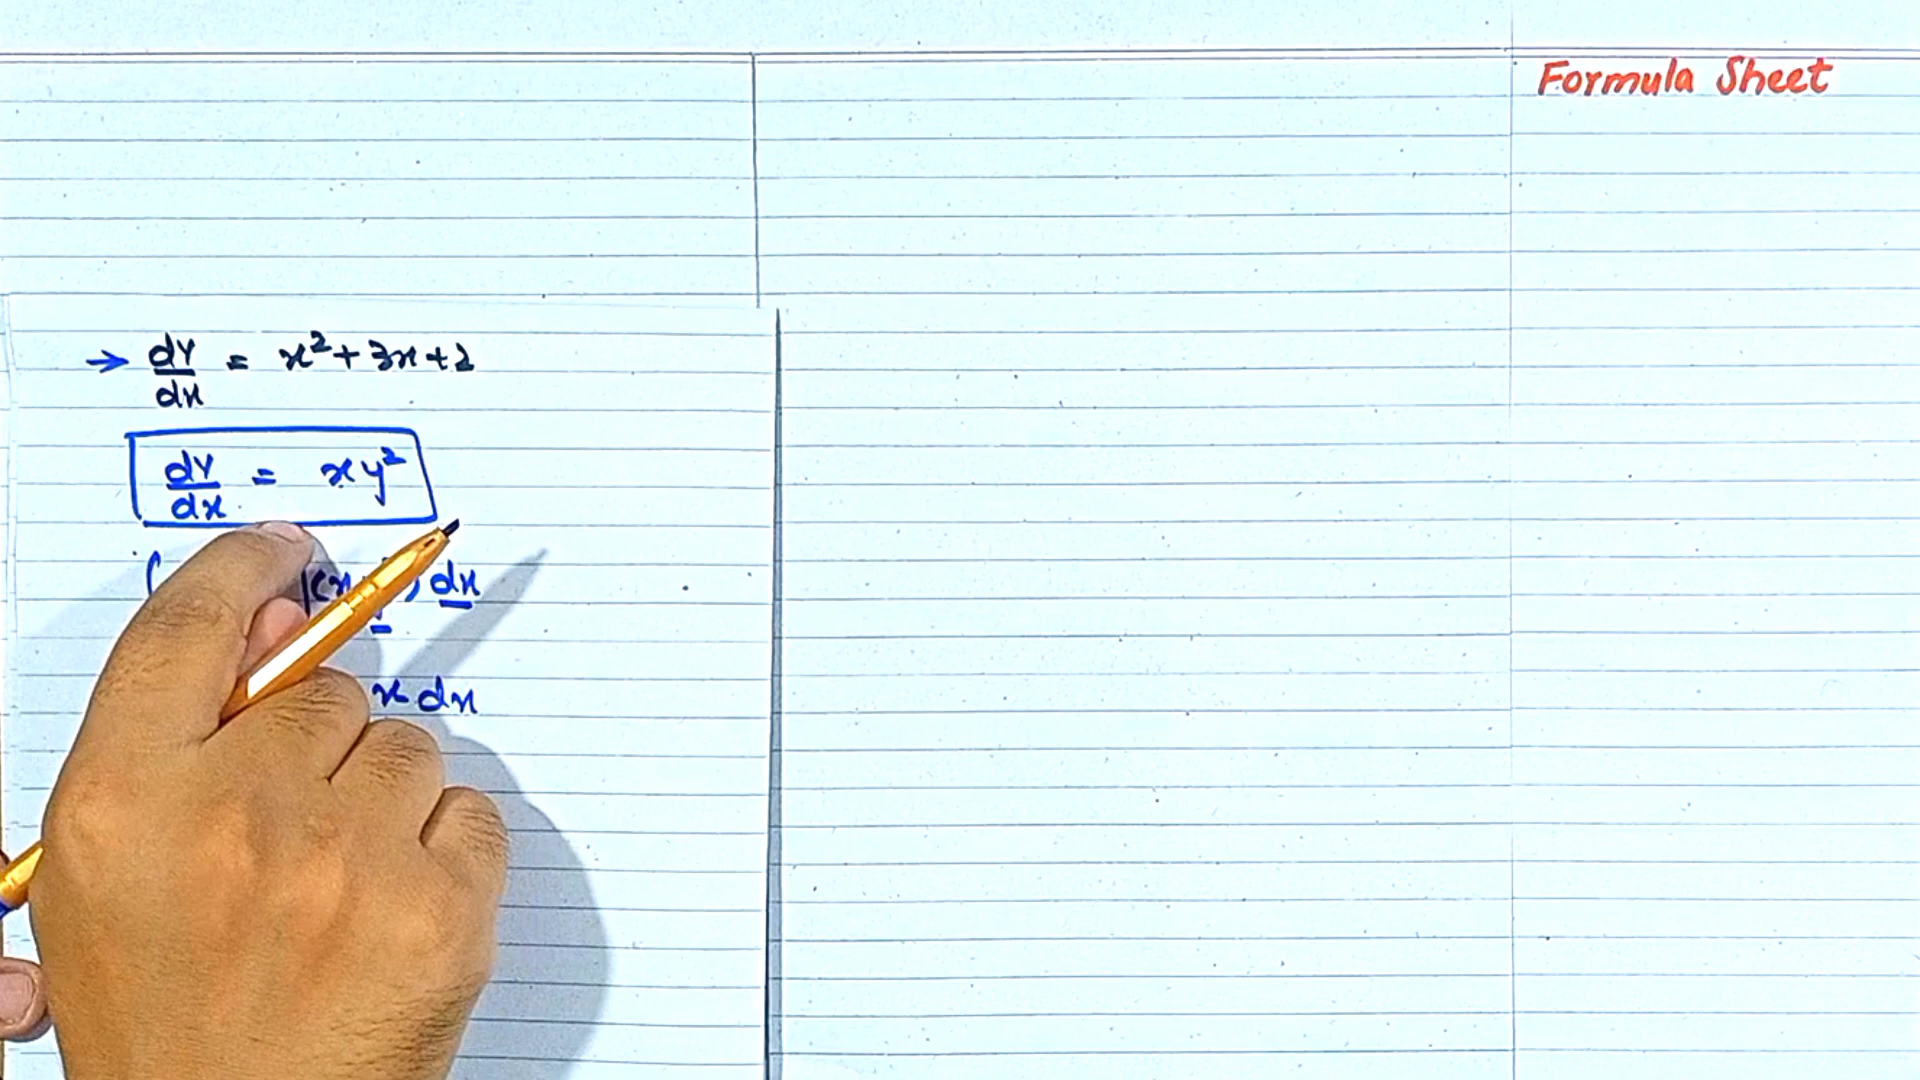 Formula Sheet
→ dy/dx = x²+3x+2
dy/dx = xy²
dx
x dx